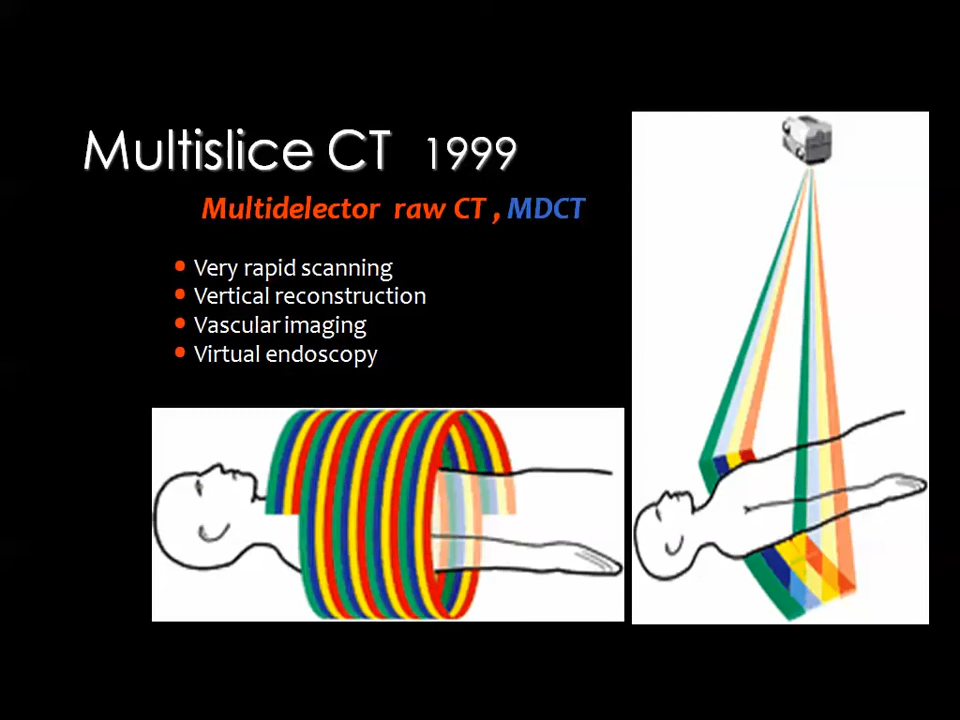 Multislice CT 1999
Multidelector raw CT , MDCT
• Very rapid scanning
• Vertical reconstruction
• Vascular imaging
• Virtual endoscopy